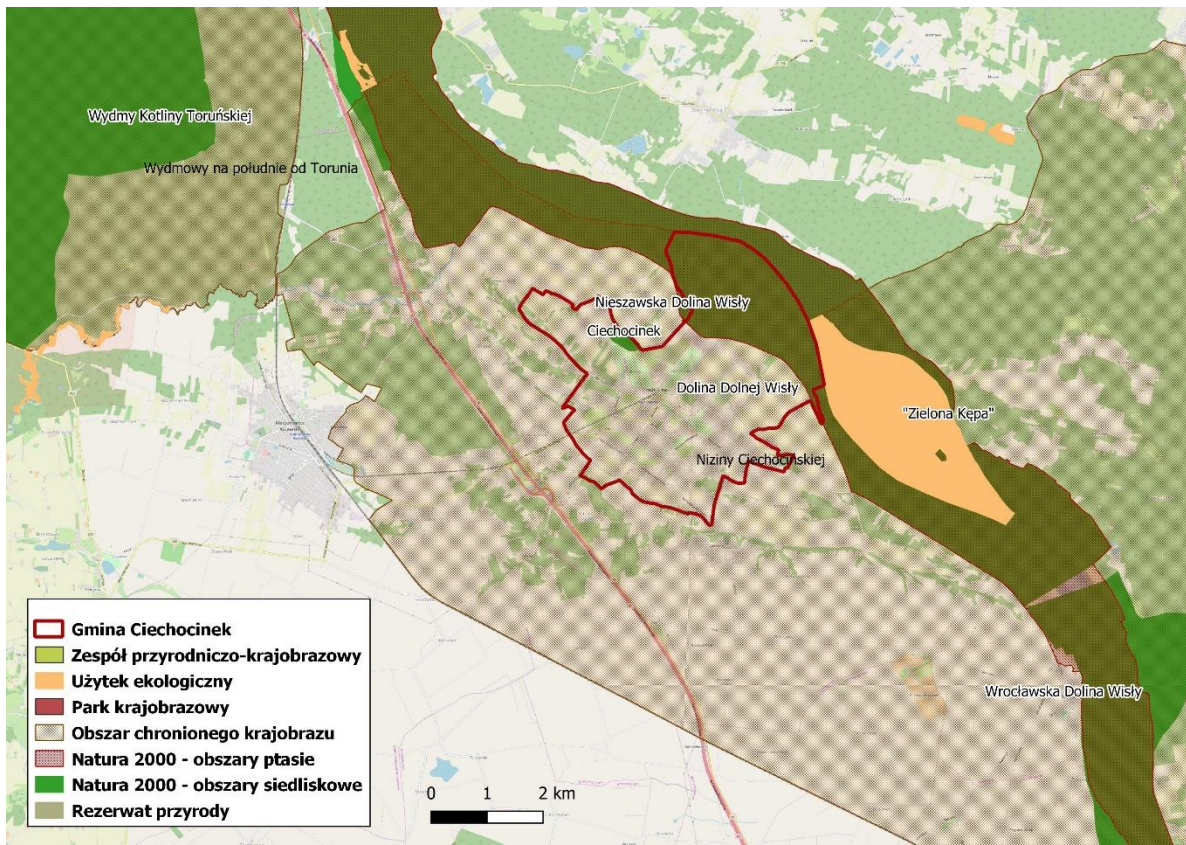 Wydmy Kotliny Toruńskiej
Wydmowy na południe od Torunia
Nieszawska Dolina Wisły
Ciechocinek
Dolina Dolnej Wisły
"Zielona Kępa"
Niziny Ciechocińskiej
Wrocławska Dolina Wisły
Gmina Ciechocinek
Zespół przyrodniczo-krajobrazowy
Użytek ekologiczny
Park krajobrazowy
Obszar chronionego krajobrazu
Natura 2000 - obszary ptasie
Natura 2000 - obszary siedliskowe
Rezerwat przyrody
0 1 2 km